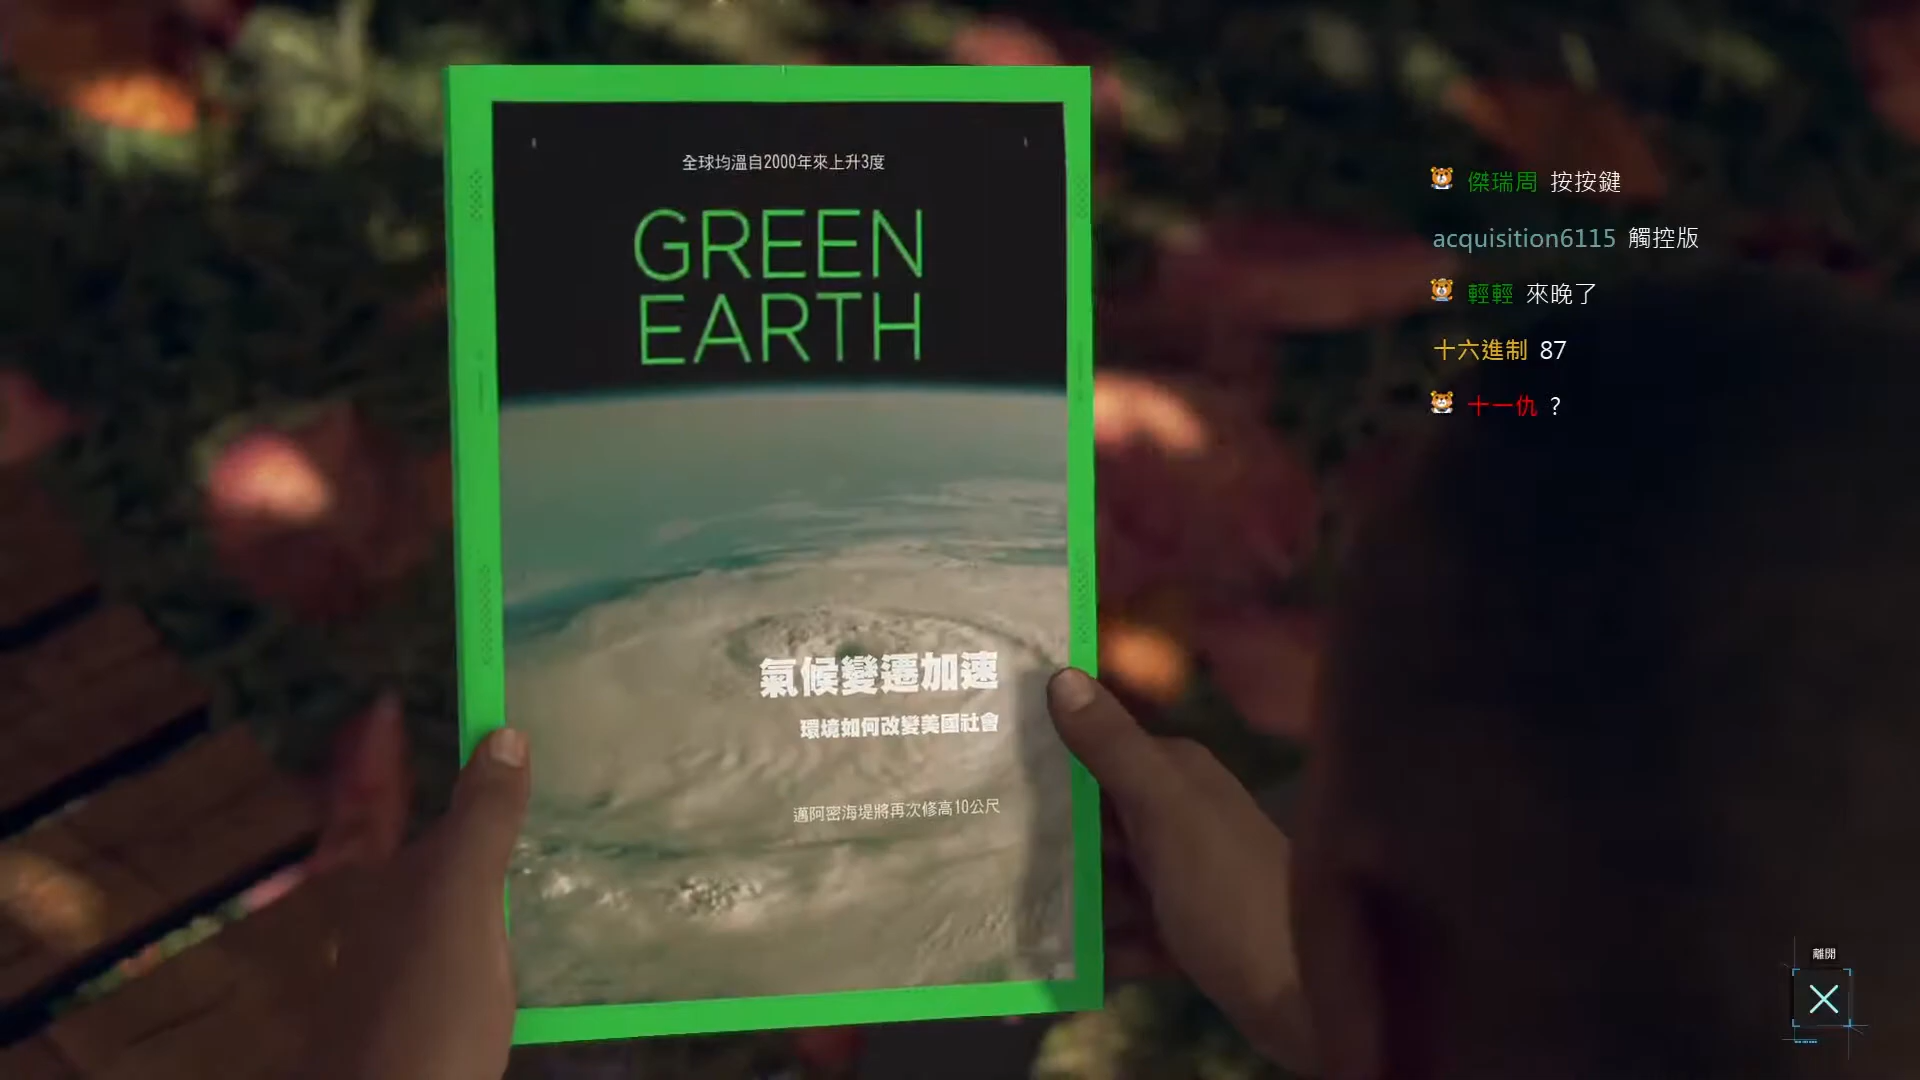 全球均溫自2000年來上升3度
GREEN
EARTH
氣候變遷加速
環境如何改變美國社會
邁阿密海堤將再次修高10公尺
傑瑞周 按按鍵
acquisition6115 觸控版
輕輕 來晚了
十六進制 87
十一仇 ?
離開